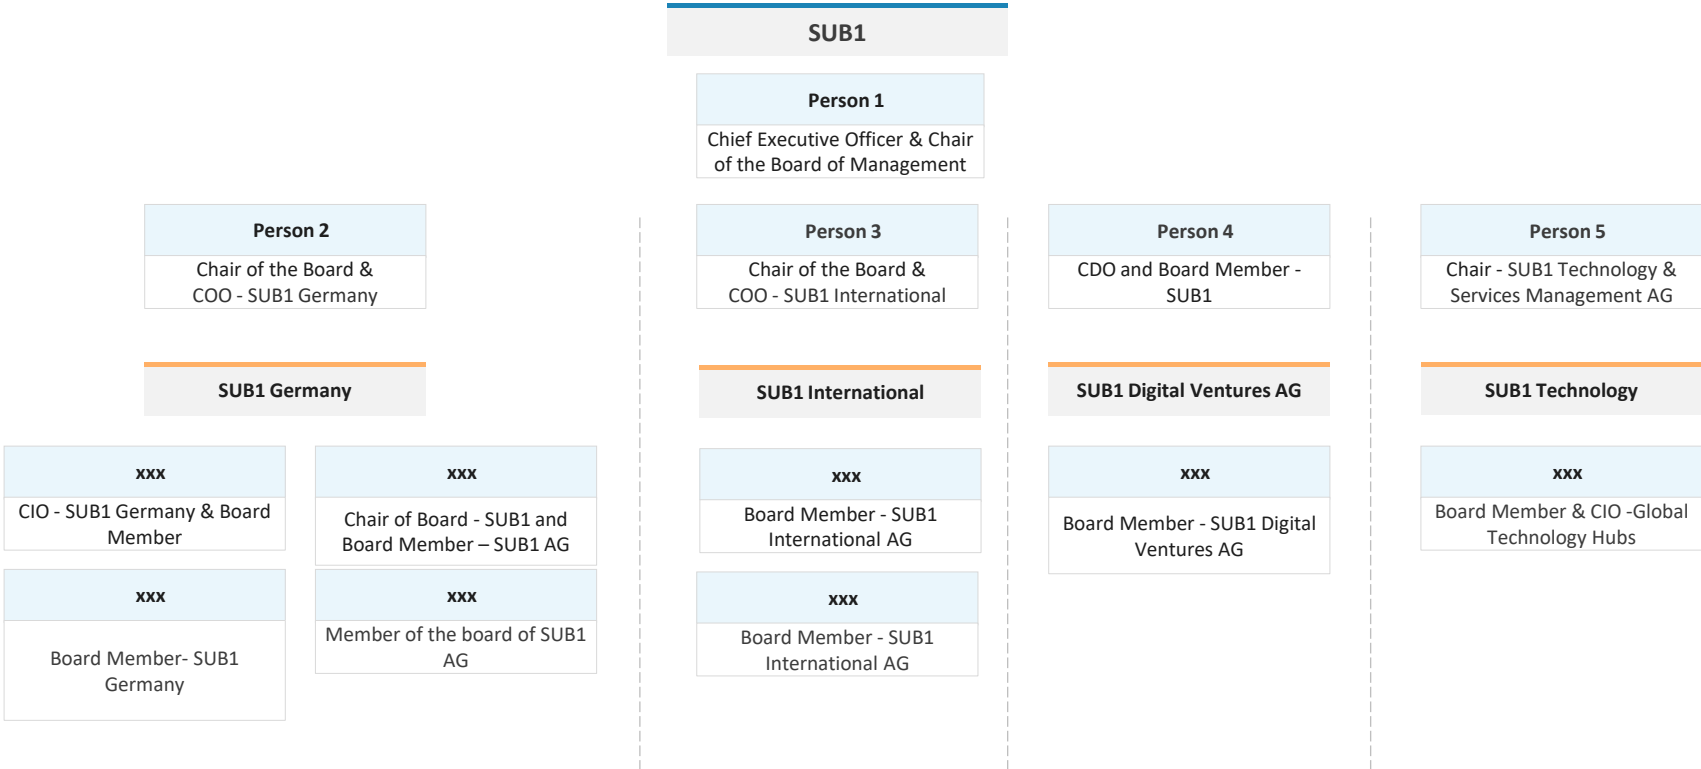 SUB1
Person 1
Chief Executive Officer & Chair
of the Board of Management
Person 2
Chair of the Board &
COO - SUB1 Germany
Person 3
Chair of the Board &
COO - SUB1 International
Person 4
CDO and Board Member -
SUB1
Person 5
Chair - SUB1 Technology &
Services Management AG
SUB1 Germany
SUB1 International
SUB1 Digital Ventures AG
SUB1 Technology
xxx
CIO - SUB1 Germany & Board
Member
xxx
Chair of Board - SUB1 and
Board Member – SUB1 AG
xxx
Board Member- SUB1
Germany
xxx
Member of the board of SUB1
AG
xxx
Board Member - SUB1
International AG
xxx
Board Member - SUB1
International AG
xxx
Board Member - SUB1 Digital
Ventures AG
xxx
Board Member & CIO -Global
Technology Hubs